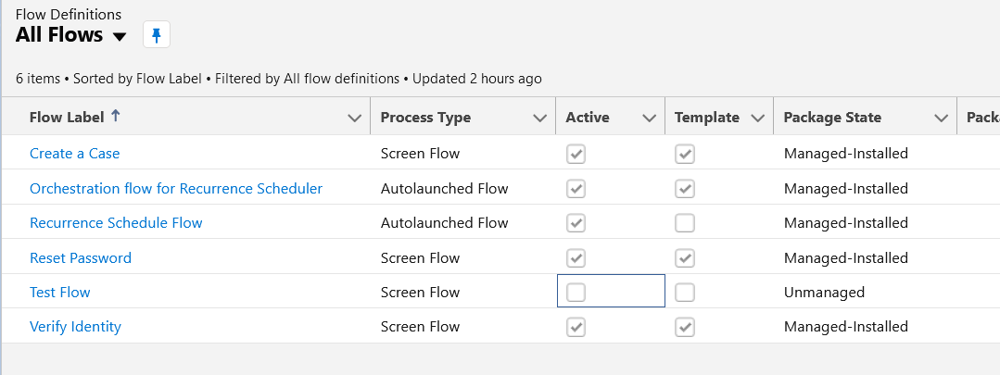 Flow Definitions
All Flows
6 items • Sorted by Flow Label • Filtered by All flow definitions • Updated 2 hours ago
Flow Label ↑ Process Type Active Template Package State Pack
Create a Case Screen Flow Managed-Installed
Orchestration flow for Recurrence Scheduler Autolaunched Flow Managed-Installed
Recurrence Schedule Flow Autolaunched Flow Managed-Installed
Reset Password Screen Flow Managed-Installed
Test Flow Screen Flow Unmanaged
Verify Identity Screen Flow Managed-Installed